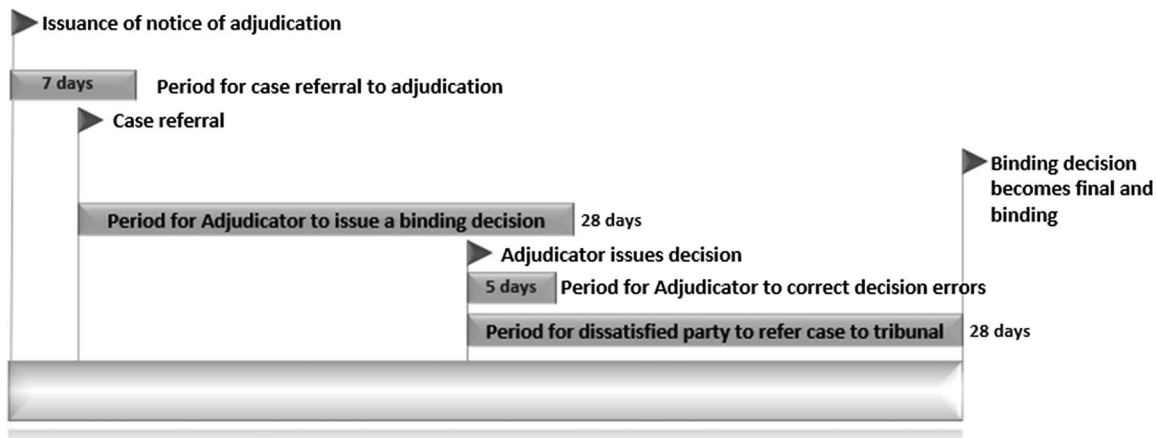 Issuance of notice of adjudication
7 days
Period for case referral to adjudication
Case referral
Binding decision
becomes final and
binding
Period for Adjudicator to issue a binding decision
28 days
Adjudicator issues decision
5 days
Period for Adjudicator to correct decision errors
Period for dissatisfied party to refer case to tribunal
28 days